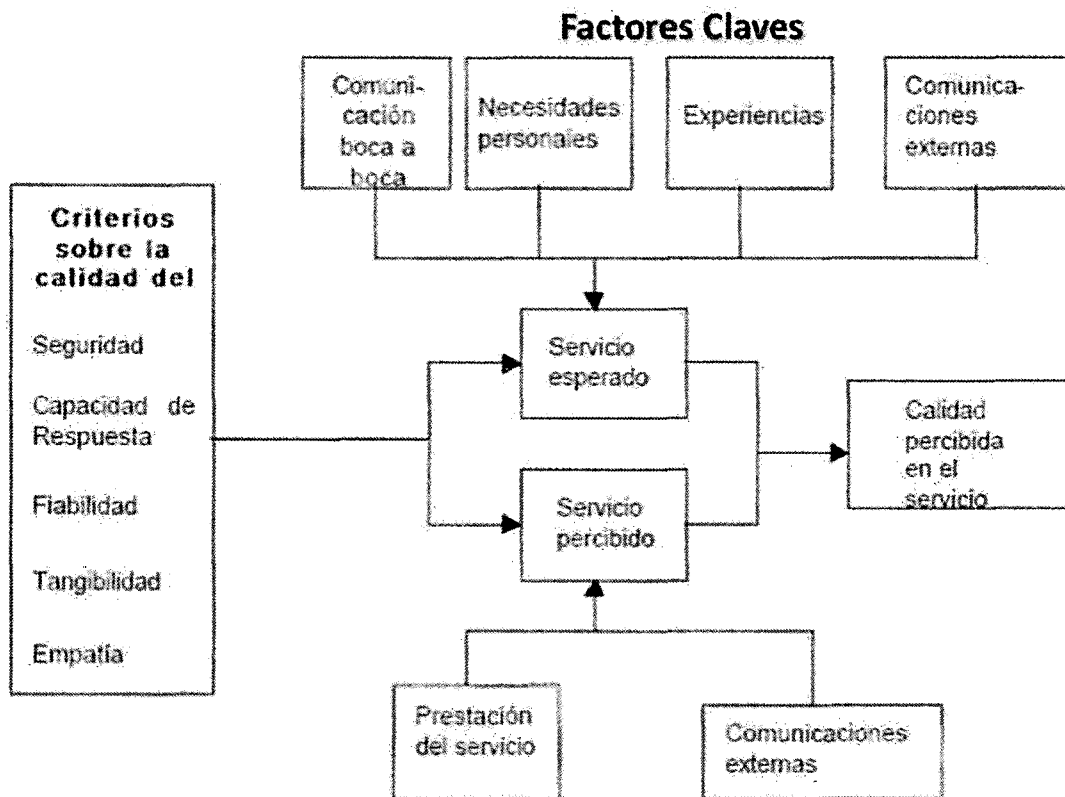 Factores Claves
Comuni-
cación
boca a
boca
Necesidades
personales
Experiencias
Comunica-
ciones
externas
Criterios
sobre la
calidad del
Seguridad
Capacidad de
Respuesta
Fiabilidad
Tangibilidad
Empatía
Servicio
esperado
Servicio
percibido
Calidad
percibida
en el
servicio
Prestación
del servicio
Comunicaciones
externas